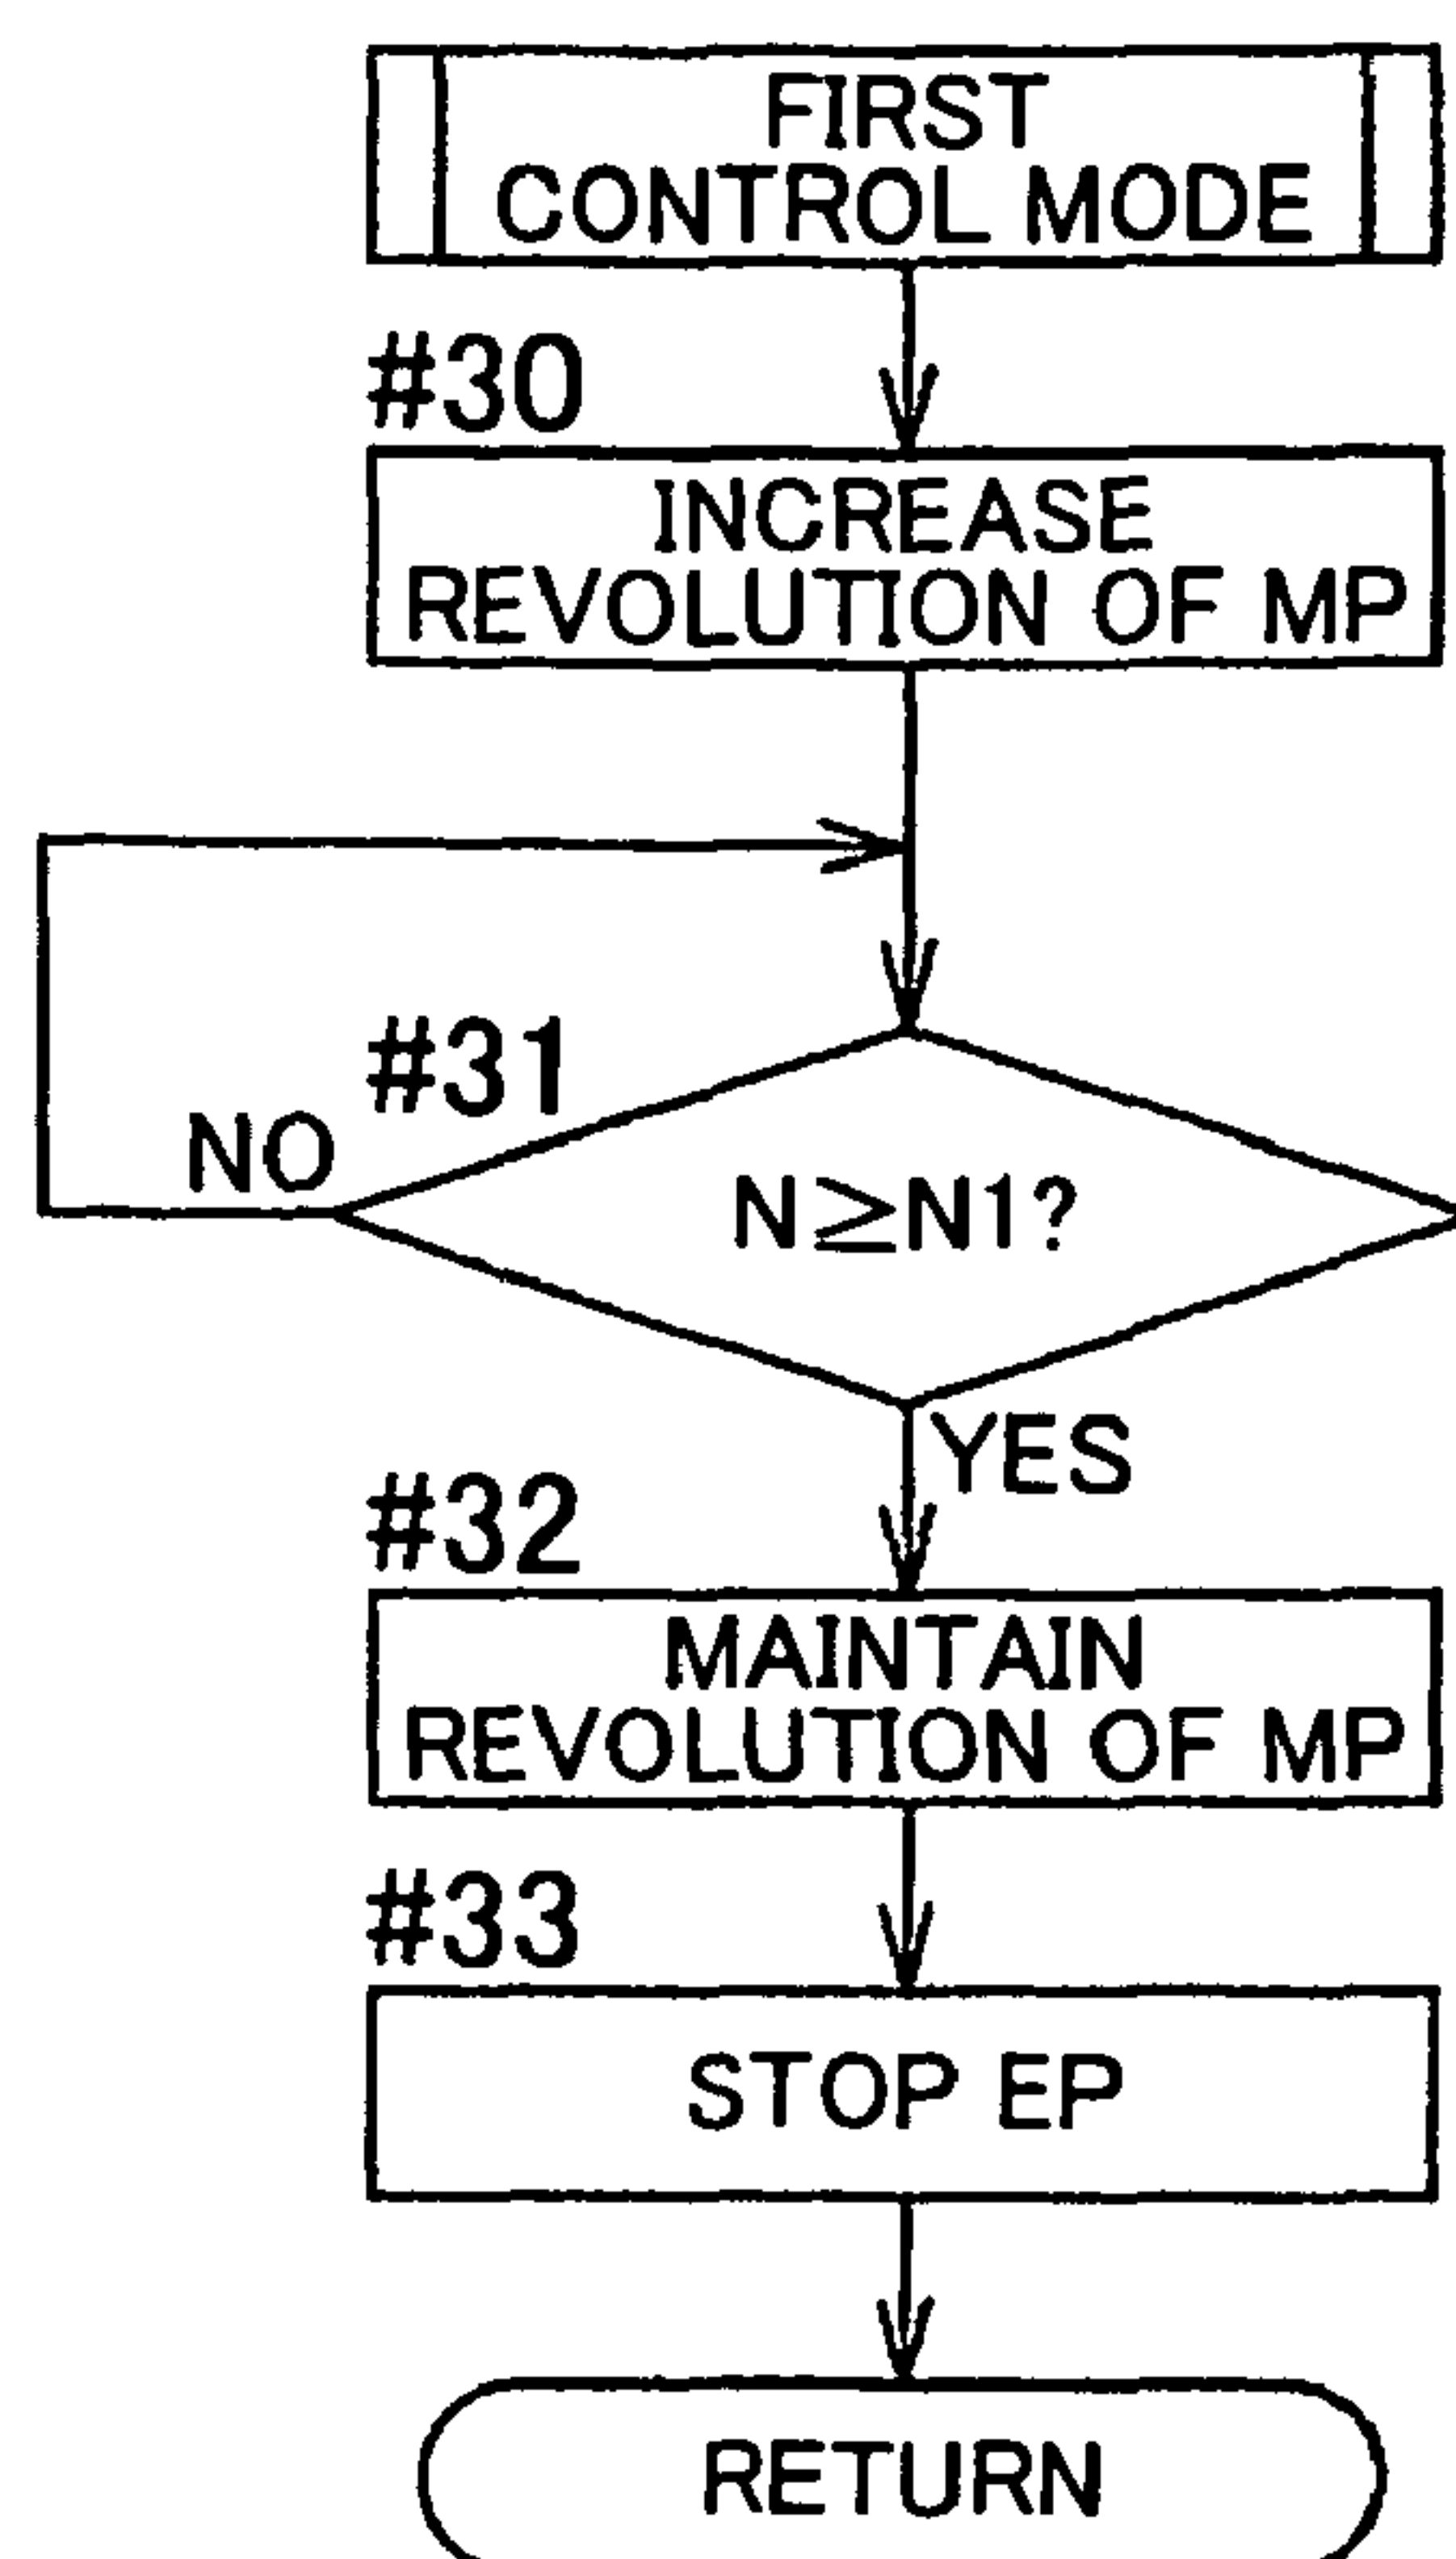 FIRST
CONTROL MODE
#30
INCREASE
REVOLUTION OF MP
#31
NO
N≧N1?
YES
#32
MAINTAIN
REVOLUTION OF MP
#33
STOP EP
RETURN